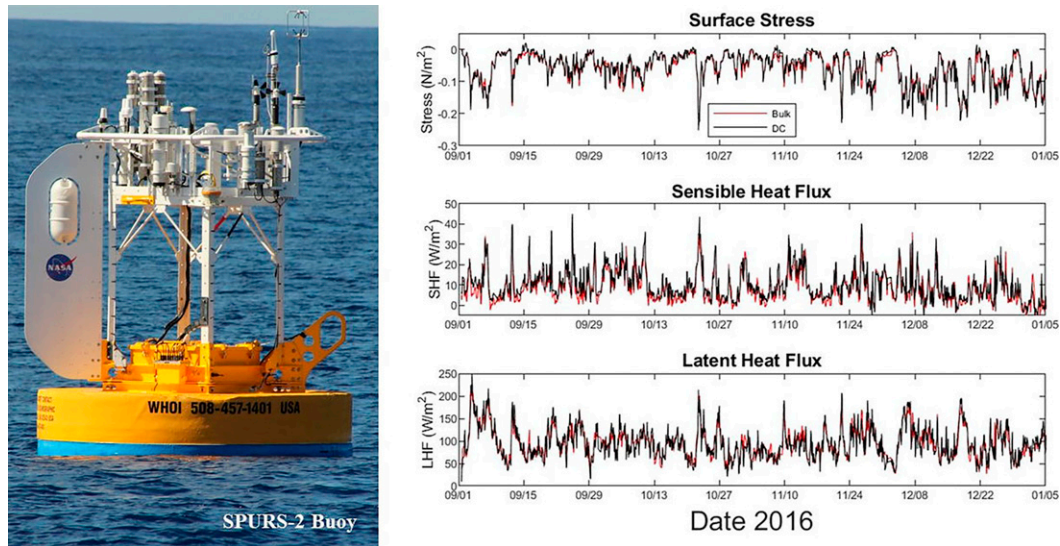 NASA
WHOI 508-457-1401 USA
SPURS-2 Buoy
Surface Stress
Stress (N/m²)
0
-0.1
-0.2
-0.3
Bulk
DC
09/01 09/15 09/29 10/13 10/27 11/10 11/24 12/08 12/22 01/05
Sensible Heat Flux
SHF (W/m²)
50
40
30
20
10
0
09/01 09/15 09/29 10/13 10/27 11/10 11/24 12/08 12/22 01/05
Latent Heat Flux
LHF (W/m²)
250
200
150
100
50
0
09/01 09/15 09/29 10/13 10/27 11/10 11/24 12/08 12/22 01/05
Date 2016